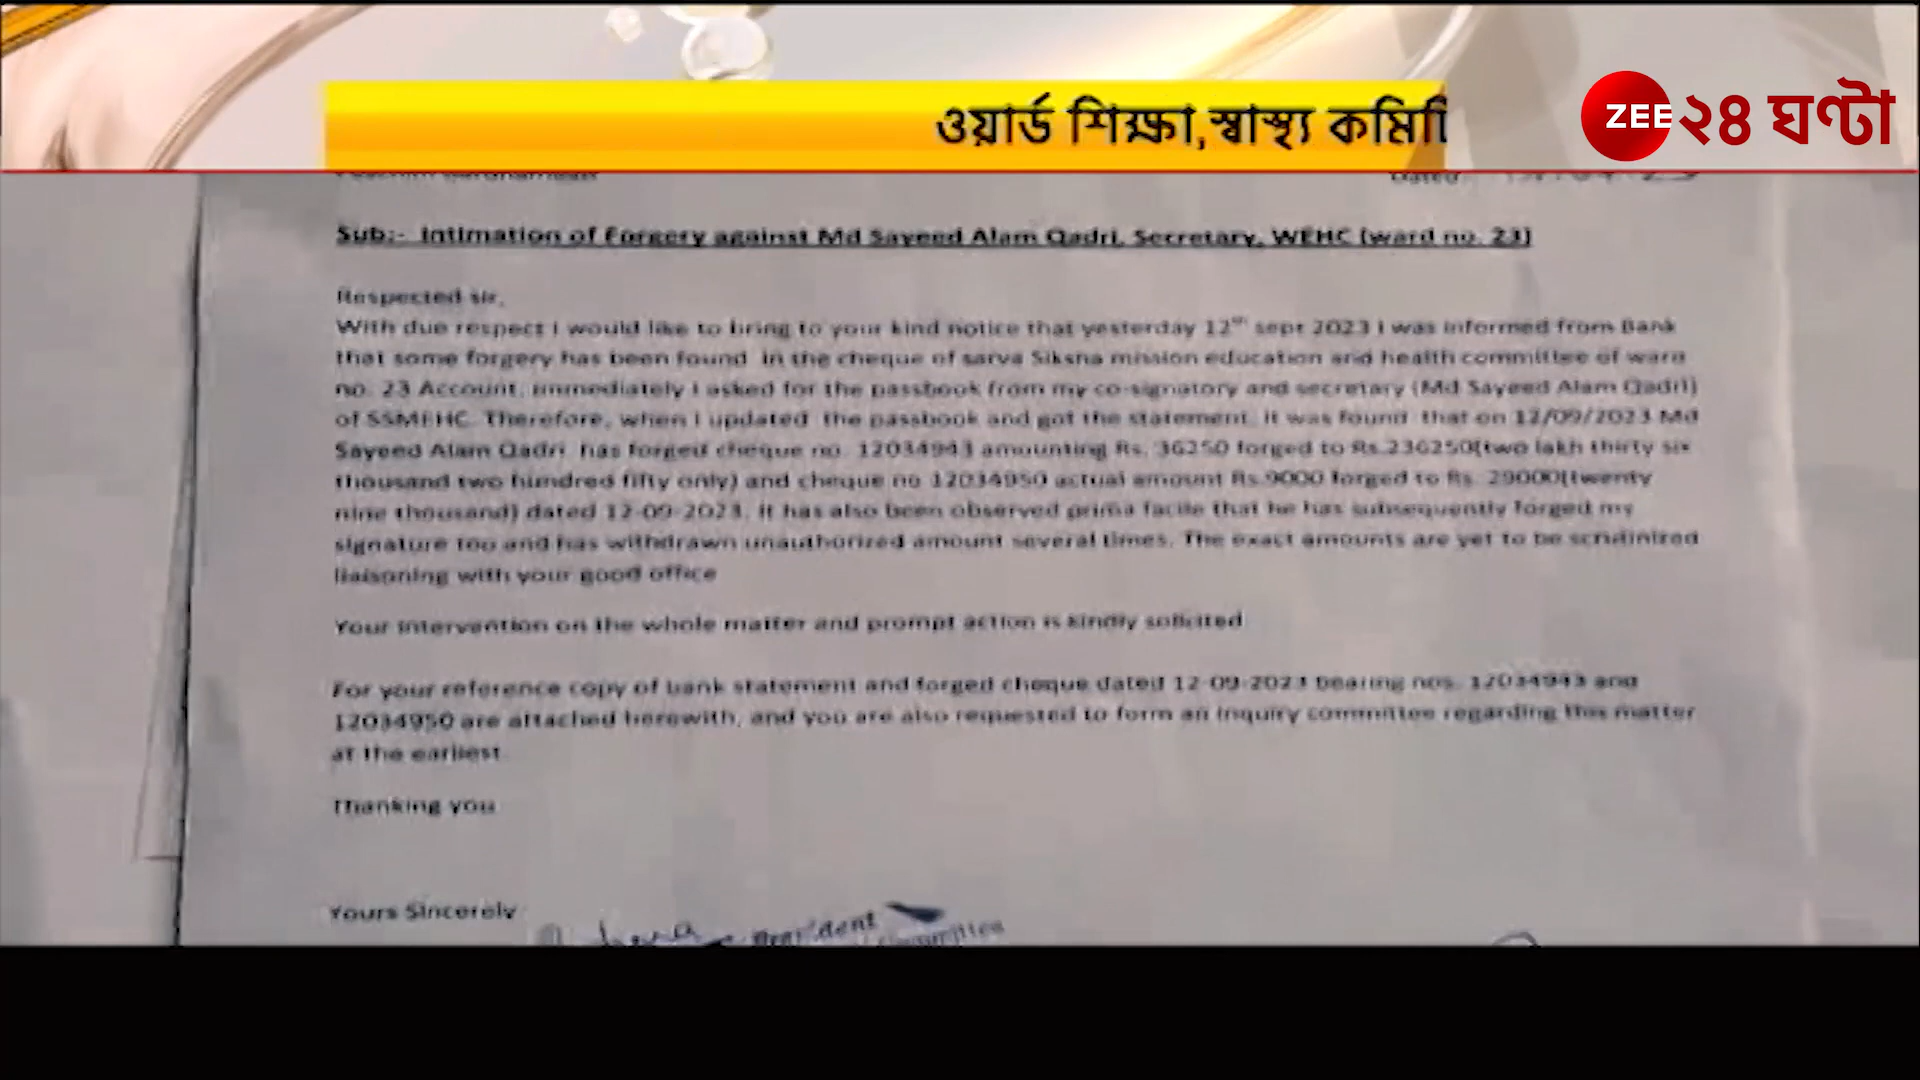 ওয়ার্ড শিক্ষা,স্বাস্থ্য কমিটি
ZEE ২৪ ঘণ্টা
Dated
Sub:- Intimation of Forgery against Md Sayeed Alam Qadri, Secretary, WEHC (ward no. 23)
Respected sir,
With due respect I would like to bring to your kind notice that yesterday 12th sept 2023 I was informed from Bank
that some forgery has been found in the cheque of sarva Siksha mission education and health committee of ward
no. 23 Account, immediately I asked for the passbook from my co-signatory and secretary (Md Sayeed Alam Qadri)
of SSMEHC. Therefore, when I updated the passbook and got the statement, it was found that on 12/09/2023 Md
Sayeed Alam Qadri has forged cheque no. 12034943 amounting Rs. 36250 forged to Rs.236250(two lakh thirty six
thousand two hundred fifty only) and cheque no 12034950 actual amount Rs.9000 forged to Rs. 29000(twenty
nine thousand) dated 12-09-2023. It has also been observed prima facile that he has subsequently forged my
signature too and has withdrawn unauthorized amount several times. The exact amounts are yet to be scrutinized
liaisoning with your good office
Your intervention on the whole matter and prompt action is kindly solicited
For your reference copy of bank statement and forged cheque dated 12-09-2023 bearing nos. 12034943 and
12034950 are attached herewith, and you are also requested to form an inquiry committee regarding this matter
at the earliest.
Thanking you
Yours Sincerely
President
Committee